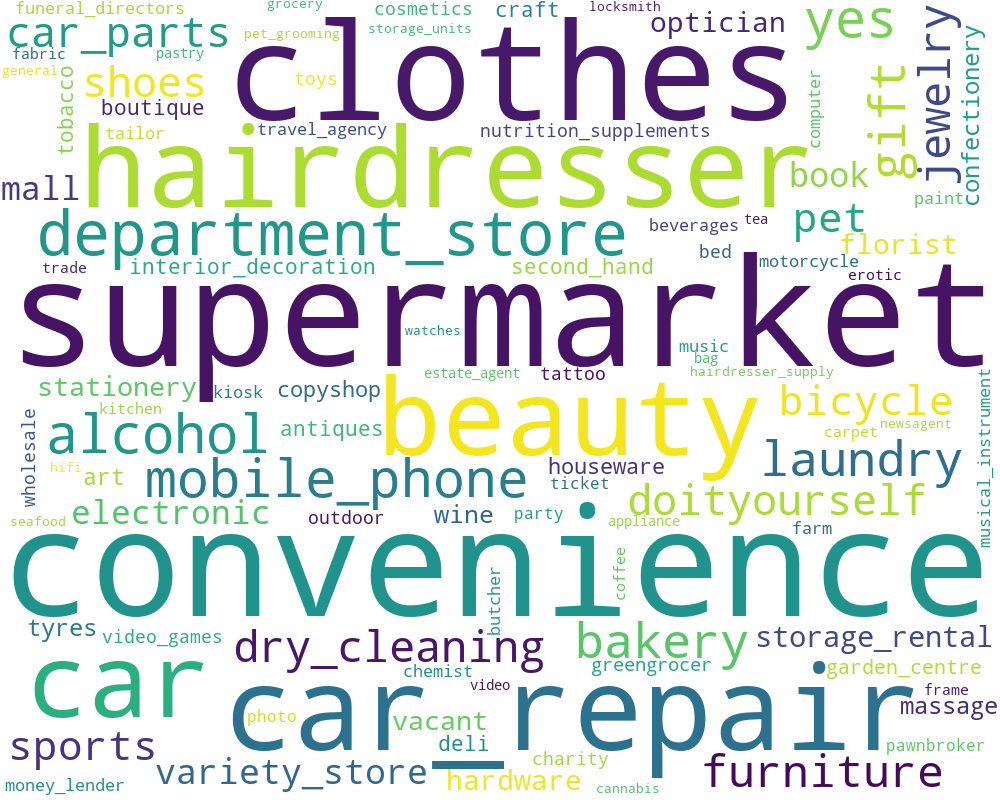 funeral_directors
grocery
cosmetics
craft
locksmith
optician
yes
jewelry
car_parts
clothes
storage_units
pet_grooming
fabric
pastry
general
shoes
toys
gift
confectionery
tobacco
boutique
computer
tailor
travel_agency
nutrition_supplements
hairdresser
mall
book
paint
department_store
pet
beverages
tea
florist
bed
motorcycle
trade
interior_decoration
second_hand
erotic
supermarket
watches
music
bag
estate_agent
tattoo
hairdresser_supply
stationery
kiosk
copyshop
beauty
bicycle
musical_instrument
kitchen
wholesale
alcohol
antiques
newsagent
carpet
laundry
hifi
art
mobile_phone
houseware
ticket
doityourself
seafood
electronic
outdoor
wine
party
appliance
farm
convenience
butcher
coffee
tyres
video_games
dry_cleaning
bakery
storage_rental
car
chemist
greengrocer
garden_centre
video
car_repair
frame
massage
photo
vacant
sports
deli
pawnbroker
variety_store
hardware
charity
furniture
money_lender
cannabis